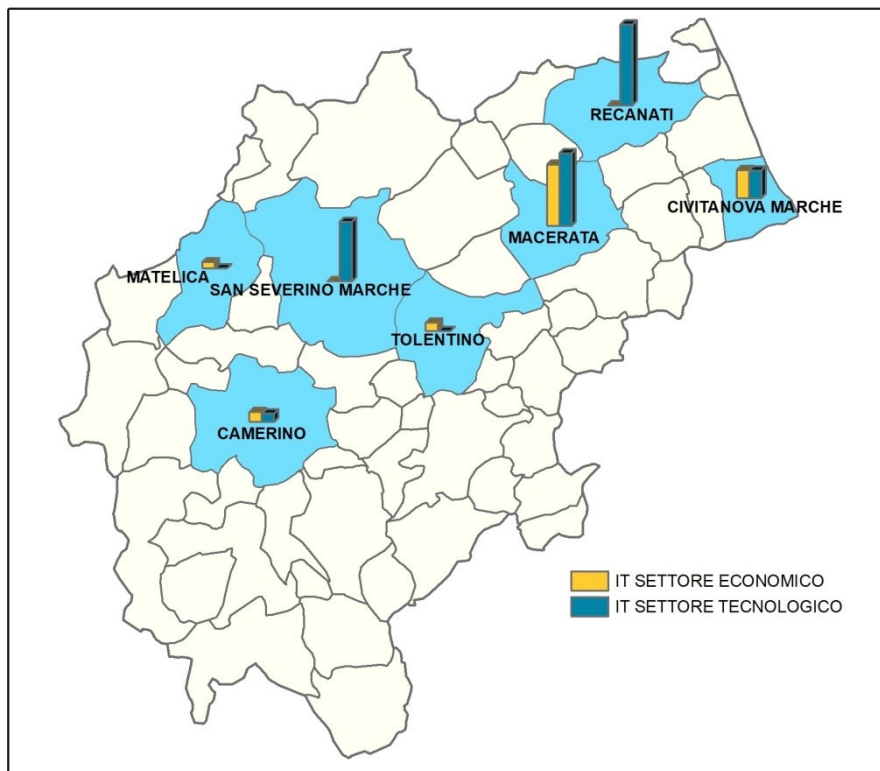 RECANATI
CIVITANOVA MARCHE
MACERATA
MATELICA
SAN SEVERINO MARCHE
TOLENTINO
CAMERINO
IT SETTORE ECONOMICO
IT SETTORE TECNOLOGICO